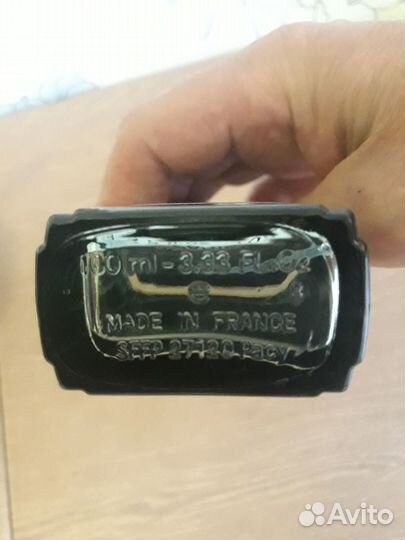 100 ml - 3.33 Fl. Oz
MADE IN FRANCE
SEFP 27120 Pacy
Avito